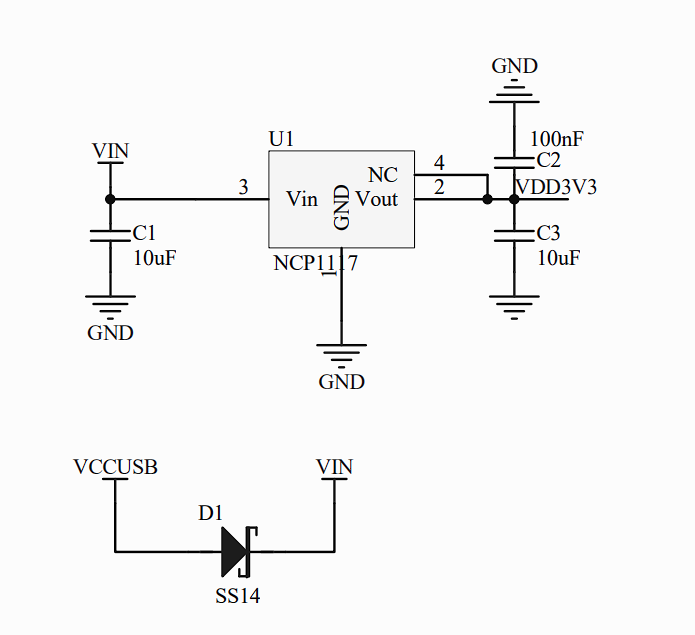 GND
100nF
C2
VIN
U1
4
NC
3
Vin
GND
Vout
2
VDD3V3
C1
10uF
C3
10uF
NCP1117
1
GND
GND
VCCUSB
VIN
D1
SS14